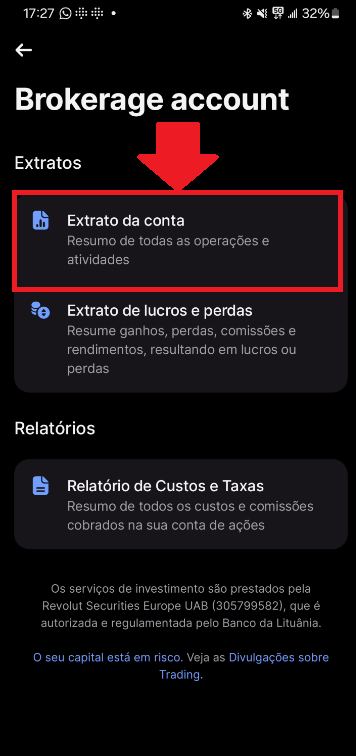 17:27 5G 32%
Brokerage account
Extratos
Extrato da conta
Resumo de todas as operações e
atividades
Extrato de lucros e perdas
Resume ganhos, perdas, comissões e
rendimentos, resultando em lucros ou
perdas
Relatórios
Relatório de Custos e Taxas
Resumo de todos os custos e comissões
cobrados na sua conta de ações
Os serviços de investimento são prestados pela
Revolut Securities Europe UAB (305799582), que é
autorizada e regulamentada pelo Banco da Lituânia.
O seu capital está em risco. Veja as Divulgações sobre
Trading.